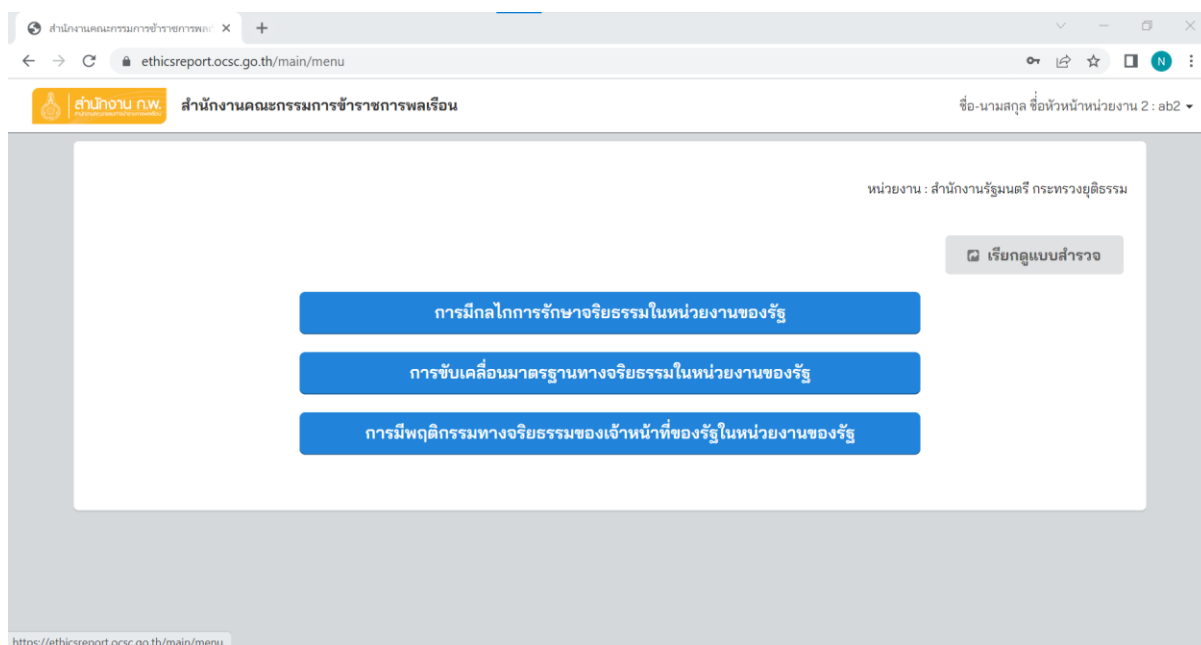 สำนักงานคณะกรรมการข้าราชการพล
ethicsreport.ocsc.go.th/main/menu
N
สำนักงาน ก.พ.
สำนักงานคณะกรรมการข้าราชการพลเรือน
ชื่อ-นามสกุล ชื่อหัวหน้าหน่วยงาน 2 : ab2
หน่วยงาน : สำนักงานรัฐมนตรี กระทรวงยุติธรรม
เรียกดูแบบสำรวจ
การมีกลไกการรักษาจริยธรรมในหน่วยงานของรัฐ
การขับเคลื่อนมาตรฐานทางจริยธรรมในหน่วยงานของรัฐ
การมีพฤติกรรมทางจริยธรรมของเจ้าหน้าที่ของรัฐในหน่วยงานของรัฐ
https://ethicsreport.ocsc.go.th/main/menu